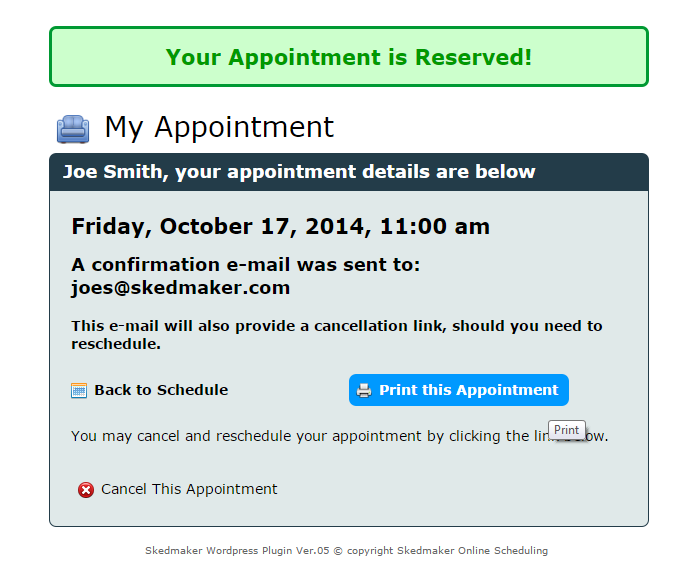 Your Appointment is Reserved!
My Appointment
Joe Smith, your appointment details are below
Friday, October 17, 2014, 11:00 am
A confirmation e-mail was sent to:
joes@skedmaker.com
This e-mail will also provide a cancellation link, should you need to
reschedule.
Back to Schedule
Print this Appointment
You may cancel and reschedule your appointment by clicking the link below.
Print
Cancel This Appointment
Skedmaker Wordpress Plugin Ver.05 © copyright Skedmaker Online Scheduling